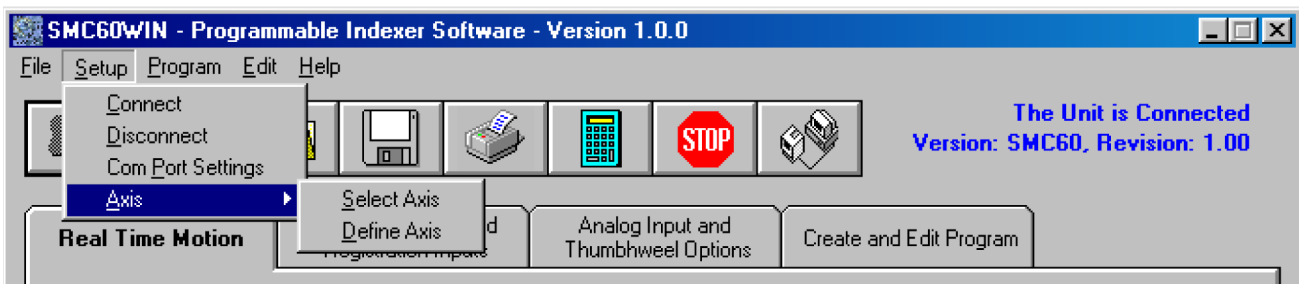 SMC60WIN - Programmable Indexer Software - Version 1.0.0
File Setup Program Edit Help
Connect
Disconnect
Com Port Settings
Axis
Select Axis
Define Axis
STOP
The Unit is Connected
Version: SMC60, Revision: 1.00
Real Time Motion
Registration Inputs
Analog Input and
Thumbhweel Options
Create and Edit Program